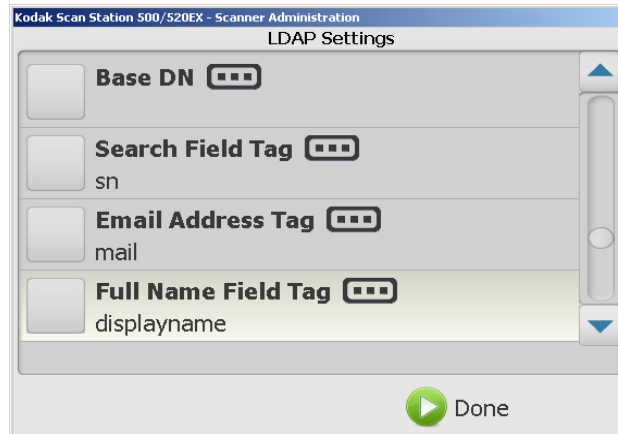 Kodak Scan Station 500/520EX - Scanner Administration
LDAP Settings
Base DN
Search Field Tag
sn
Email Address Tag
mail
Full Name Field Tag
displayname
Done